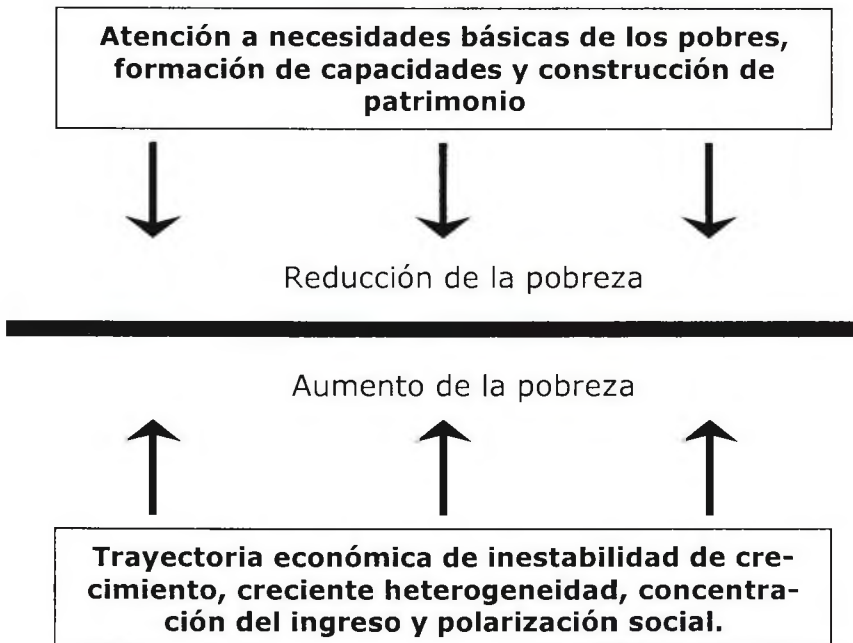 Atención a necesidades básicas de los pobres,
formación de capacidades y construcción de
patrimonio
Reducción de la pobreza
Aumento de la pobreza
Trayectoria económica de inestabilidad de cre-
cimiento, creciente heterogeneidad, concentra-
ción del ingreso y polarización social.